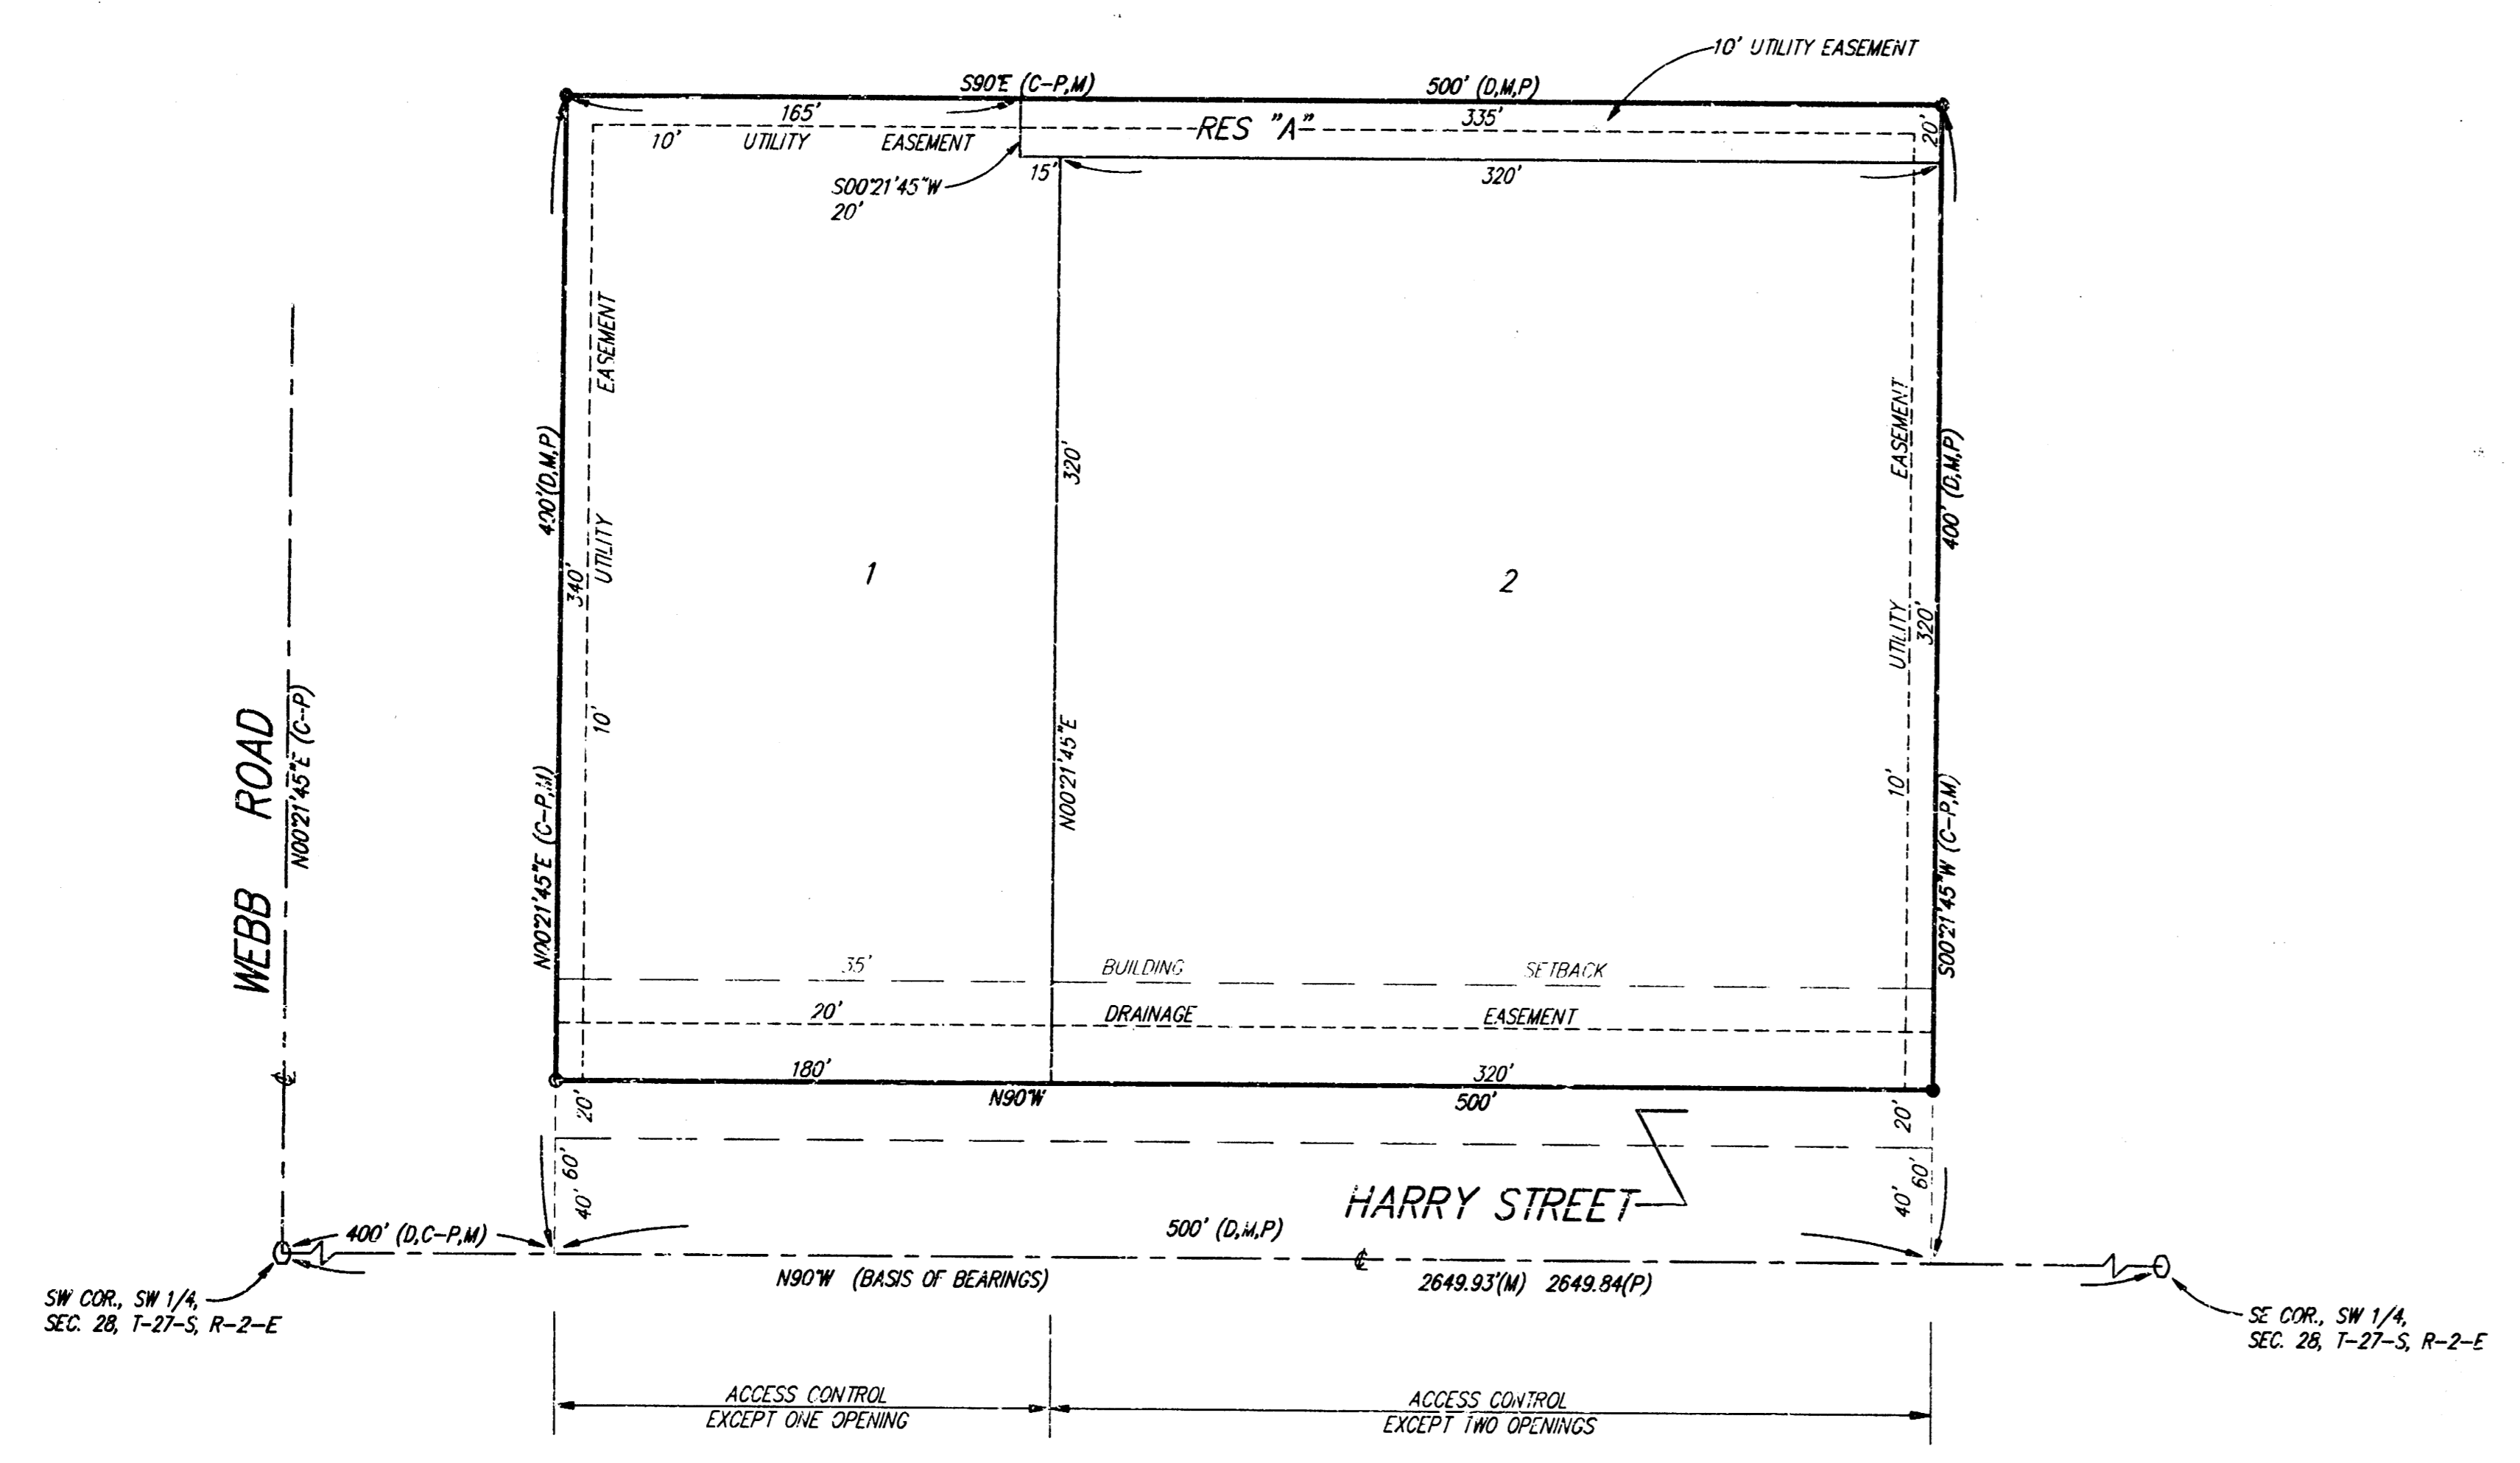 10' UTILITY EASEMENT
S90°E (C-P,M)
500' (D,M,P)
165'
335'
20'
10' UTILITY EASEMENT
RES "A"
15'
320'
S00°21'45"W
20'
EASEMENT
UTILITY
10'
400'(D,M,P)
340'
N00°21'45"E (C-P,M)
320'
N00°21'45"E
1
2
EASEMENT
UTILITY
10'
400' (D,M,P)
320'
S00°21'45"W (C-P,M)
WEBB ROAD
N00°21'45"E (C-P)
35' BUILDING SETBACK
20' DRAINAGE EASEMENT
180'
320'
N90°W
500'
20'
20'
60'
40'
60'
40'
HARRY STREET
400' (D,C-P,M)
500' (D,M,P)
℄
℄
N90°W (BASIS OF BEARINGS)
2649.93'(M) 2649.84(P)
SW COR., SW 1/4,
SEC. 28, T-27-S, R-2-E
SE COR., SW 1/4,
SEC. 28, T-27-S, R-2-E
ACCESS CONTROL
EXCEPT ONE OPENING
ACCESS CONTROL
EXCEPT TWO OPENINGS